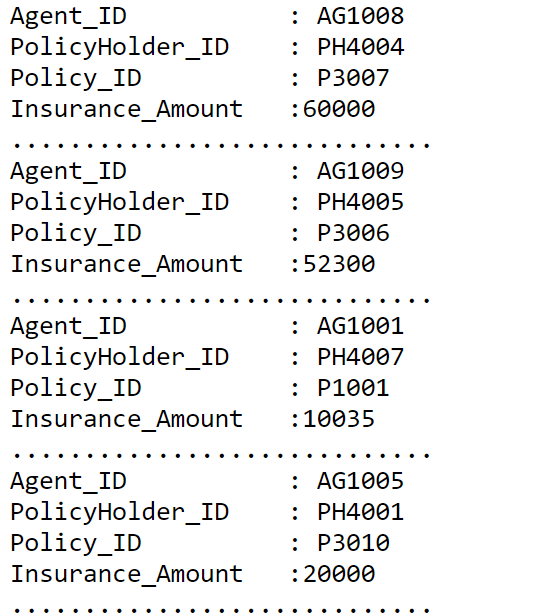 Agent_ID           : AG1008
PolicyHolder_ID    : PH4004
Policy_ID          : P3007
Insurance_Amount   :60000
.............................
Agent_ID           : AG1009
PolicyHolder_ID    : PH4005
Policy_ID          : P3006
Insurance_Amount   :52300
.............................
Agent_ID           : AG1001
PolicyHolder_ID    : PH4007
Policy_ID          : P1001
Insurance_Amount   :10035
.............................
Agent_ID           : AG1005
PolicyHolder_ID    : PH4001
Policy_ID          : P3010
Insurance_Amount   :20000
.............................